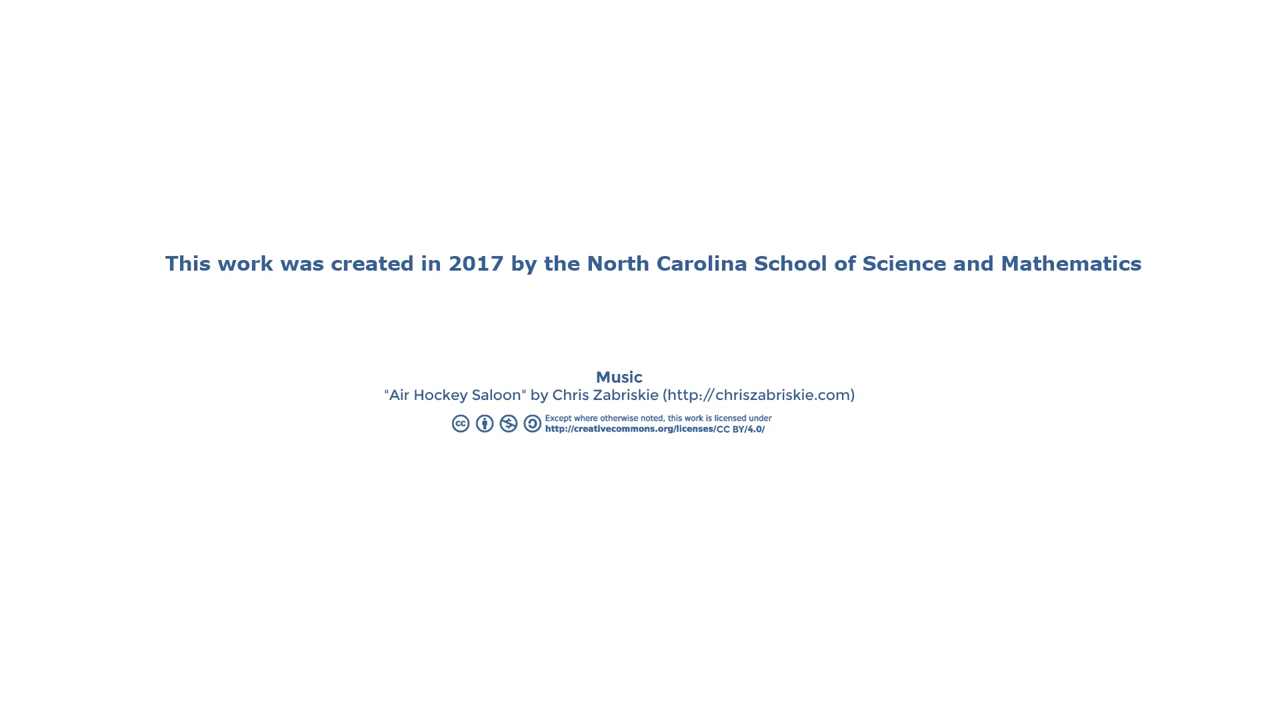 This work was created in 2017 by the North Carolina School of Science and Mathematics
Music
"Air Hockey Saloon" by Chris Zabriskie (http://chriszabriskie.com)
cc
Except where otherwise noted, this work is licensed under
http://creativecommons.org/licenses/CC BY/4.0/